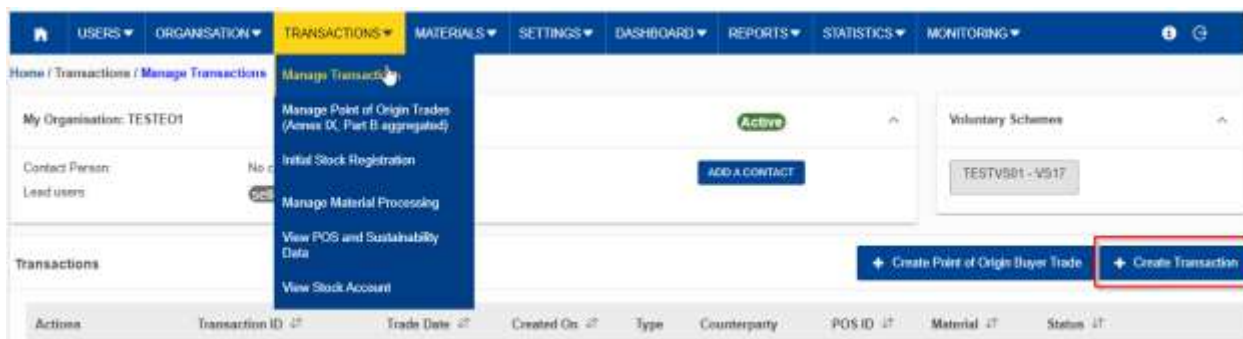 USERS ORGANISATION TRANSACTIONS MATERIALS SETTINGS DASHBOARD REPORTS STATISTICS MONITORING
Home / Transactions / Manage Transactions
Manage Transactions
Manage Point of Origin Trades
(Annex IX, Part B aggregated)
Initial Stock Registration
Manage Material Processing
View POS and Sustainability
Data
View Stock Account
My Organisation: TESTEO1
Active
Contact Person: No c
ADD A CONTACT
Lead users
Voluntary Schemes
TESTVS01 - VS17
Transactions
+ Create Point of Origin Buyer Trade
+ Create Transaction
Actions Transaction ID Trade Date Created On Type Counterparty POS ID Material Status